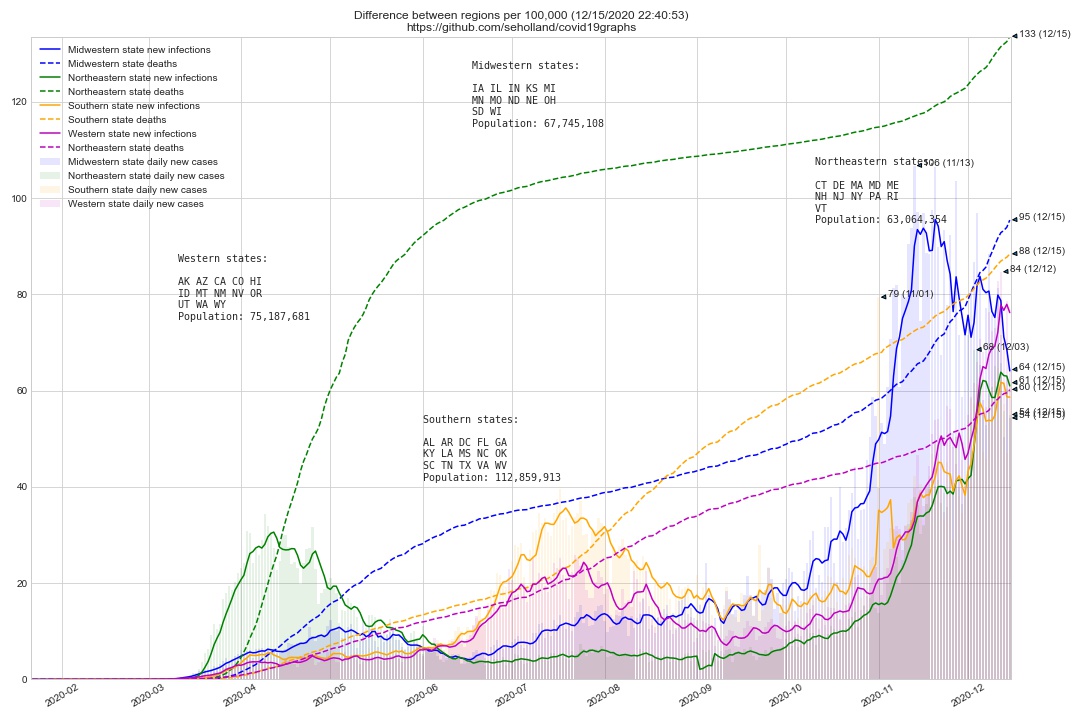 Difference between regions per 100,000 (12/15/2020 22:40:53)
https://github.com/seholland/covid19graphs
Midwestern state new infections
Midwestern state deaths
Northeastern state new infections
Northeastern state deaths
Southern state new infections
Southern state deaths
Western state new infections
Northeastern state deaths
Midwestern state daily new cases
Northeastern state daily new cases
Southern state daily new cases
Western state daily new cases
Midwestern states:
IA IL IN KS MI
MN MO ND NE OH
SD WI
Population: 67,745,108
Northeastern states:
CT DE MA MD ME
NH NJ NY PA RI
VT
Population: 63,064,354
Western states:
AK AZ CA CO HI
ID MT NM NV OR
UT WA WY
Population: 75,187,681
Southern states:
AL AR DC FL GA
KY LA MS NC OK
SC TN TX VA WV
Population: 112,859,913
133 (12/15)
106 (11/13)
95 (12/15)
88 (12/15)
84 (12/12)
79 (11/01)
68 (12/03)
64 (12/15)
61 (12/15)
60 (12/15)
54 (12/15)
54 (12/15)
120
100
80
60
40
20
0
2020-02
2020-03
2020-04
2020-05
2020-06
2020-07
2020-08
2020-09
2020-10
2020-11
2020-12